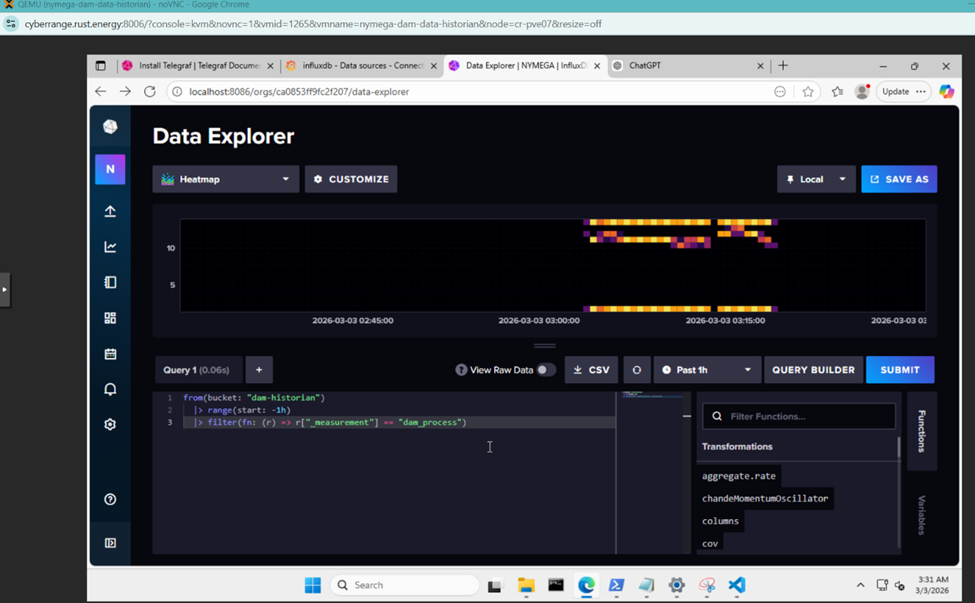 QEMU (nymega-dam-data-historian) - noVNC - Google Chrome
cyberrange.rust.energy:8006/?console=kvm&novnc=1&vmid=1265&vmname=nymega-dam-data-historian&node=cr-pve07&resize=off
Install Telegraf | Telegraf Docume
influxdb - Data sources - Connect
Data Explorer | NYMEGA | InfluxD
ChatGPT
localhost:8086/orgs/ca0853ff9fc2f207/data-explorer
Update
Data Explorer
N
Heatmap
CUSTOMIZE
Local
SAVE AS
10
5
2026-03-03 02:45:00
2026-03-03 03:00:00
2026-03-03 03:15:00
2026-03-03 03
Query 1 (0.06s)
+
View Raw Data
CSV
Past 1h
QUERY BUILDER
SUBMIT
1 from(bucket: "dam-historian")
2 |> range(start: -1h)
3 |> filter(fn: (r) => r["_measurement"] == "dam_process")
Filter Functions...
Transformations
aggregate.rate
chandeMomentumOscillator
columns
cov
Functions
Variables
Search
3:31 AM
3/3/2026